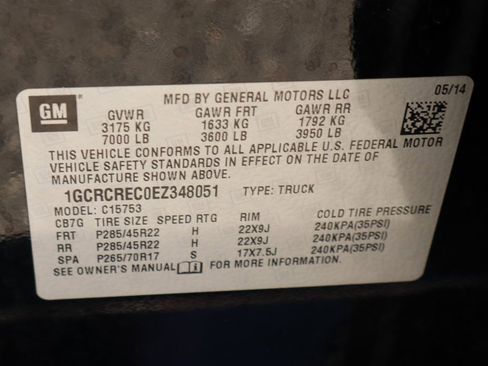 05/14
GM
MFD BY GENERAL MOTORS LLC
GVWR GAWR FRT GAWR RR
3175 KG 1633 KG 1792 KG
7000 LB 3600 LB 3950 LB
THIS VEHICLE CONFORMS TO ALL APPLICABLE U.S. FEDERAL MOTOR
VEHICLE SAFETY STANDARDS IN EFFECT ON THE DATE OF
MANUFACTURE SHOWN ABOVE.
1GCRCREC0EZ348051 TYPE: TRUCK
MODEL: C15753
CB7G TIRE SIZE SPEED RTG RIM COLD TIRE PRESSURE
FRT P285/45R22 H 22X9J 240KPA(35PSI)
RR P285/45R22 H 22X9J 240KPA(35PSI)
SPA P265/70R17 S 17X7.5J 240KPA(35PSI)
SEE OWNER'S MANUAL FOR MORE INFORMATION.